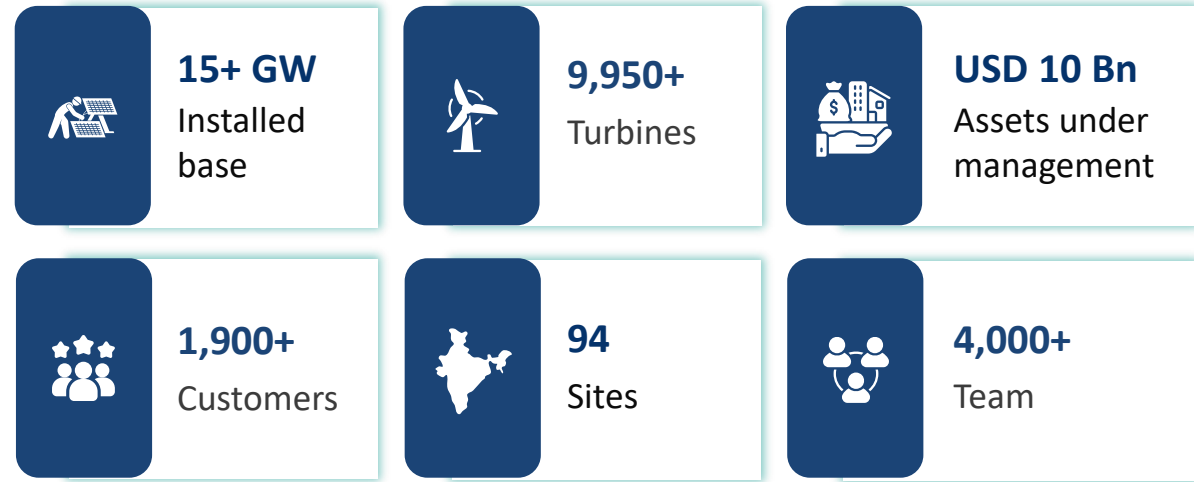 15+ GW
Installed
base
9,950+
Turbines
USD 10 Bn
Assets under
management
1,900+
Customers
94
Sites
4,000+
Team